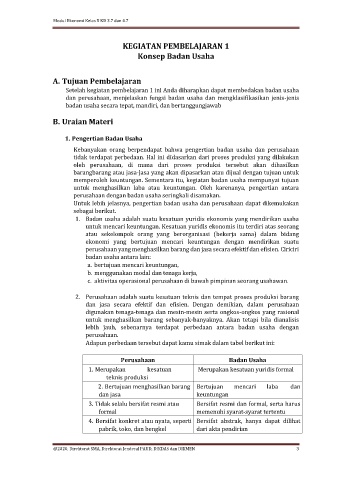 Modul Ekonomi Kelas X KD 3.7 dan 4.7
KEGIATAN PEMBELAJARAN 1
Konsep Badan Usaha
A. Tujuan Pembelajaran
Setelah kegiatan pembelajaran 1 ini Anda diharapkan dapat membedakan badan usaha
dan perusahaan, menjelaskan fungsi badan usaha dan mengklasifikasikan jenis-jenis
badan usaha secara tepat, mandiri, dan bertanggungjawab
B. Uraian Materi
1. Pengertian Badan Usaha
Kebanyakan orang berpendapat bahwa pengertian badan usaha dan perusahaan
tidak terdapat perbedaan. Hal ini didasarkan dari proses produksi yang dilakukan
oleh perusahaan, di mana dari proses produksi tersebut akan dihasilkan
barangbarang atau jasa-jasa yang akan dipasarkan atau dijual dengan tujuan untuk
memperoleh keuntungan. Sementara itu, kegiatan badan usaha mempunyai tujuan
untuk menghasilkan laba atau keuntungan. Oleh karenanya, pengertian antara
perusahaan dengan badan usaha seringkali disamakan.
Untuk lebih jelasnya, pengertian badan usaha dan perusahaan dapat dikemukakan
sebagai berikut.
1. Badan usaha adalah suatu kesatuan yuridis ekonomis yang mendirikan usaha
untuk mencari keuntungan. Kesatuan yuridis ekonomis itu terdiri atas seorang
atau sekelompok orang yang berorganisasi (bekerja sama) dalam bidang
ekonomi yang bertujuan mencari keuntungan dengan mendirikan suatu
perusahaan yang menghasilkan barang dan jasa secara efektif dan efisien. Ciriciri
badan usaha antara lain:
a. bertujuan mencari keuntungan,
b. menggunakan modal dan tenaga kerja,
c. aktivitas operasional perusahaan di bawah pimpinan seorang usahawan.
2. Perusahaan adalah suatu kesatuan teknis dan tempat proses produksi barang
dan jasa secara efektif dan efisien. Dengan demikian, dalam perusahaan
digunakan tenaga-tenaga dan mesin-mesin serta ongkos-ongkos yang rasional
untuk menghasilkan barang sebanyak-banyaknya. Akan tetapi bila dianalisis
lebih jauh, sebenarnya terdapat perbedaan antara badan usaha dengan
perusahaan.
Adapun perbedaan tersebut dapat kamu simak dalam tabel berikut ini:
Perusahaan Badan Usaha
1. Merupakan kesatuan Merupakan kesatuan yuridis formal
teknis produksi
2. Bertujuan menghasilkan barang Bertujuan mencari laba dan
dan jasa keuntungan
3. Tidak selalu bersifat resmi atau Bersifat resmi dan formal, serta harus
formal memenuhi syarat-syarat tertentu
4. Bersifat konkret atau nyata, seperti Bersifat abstrak, hanya dapat dilihat
pabrik, toko, dan bengkel dari akta pendirian
@2020, Direktorat SMA, Direktorat Jenderal PAUD, DIKDAS dan DIKMEN 3